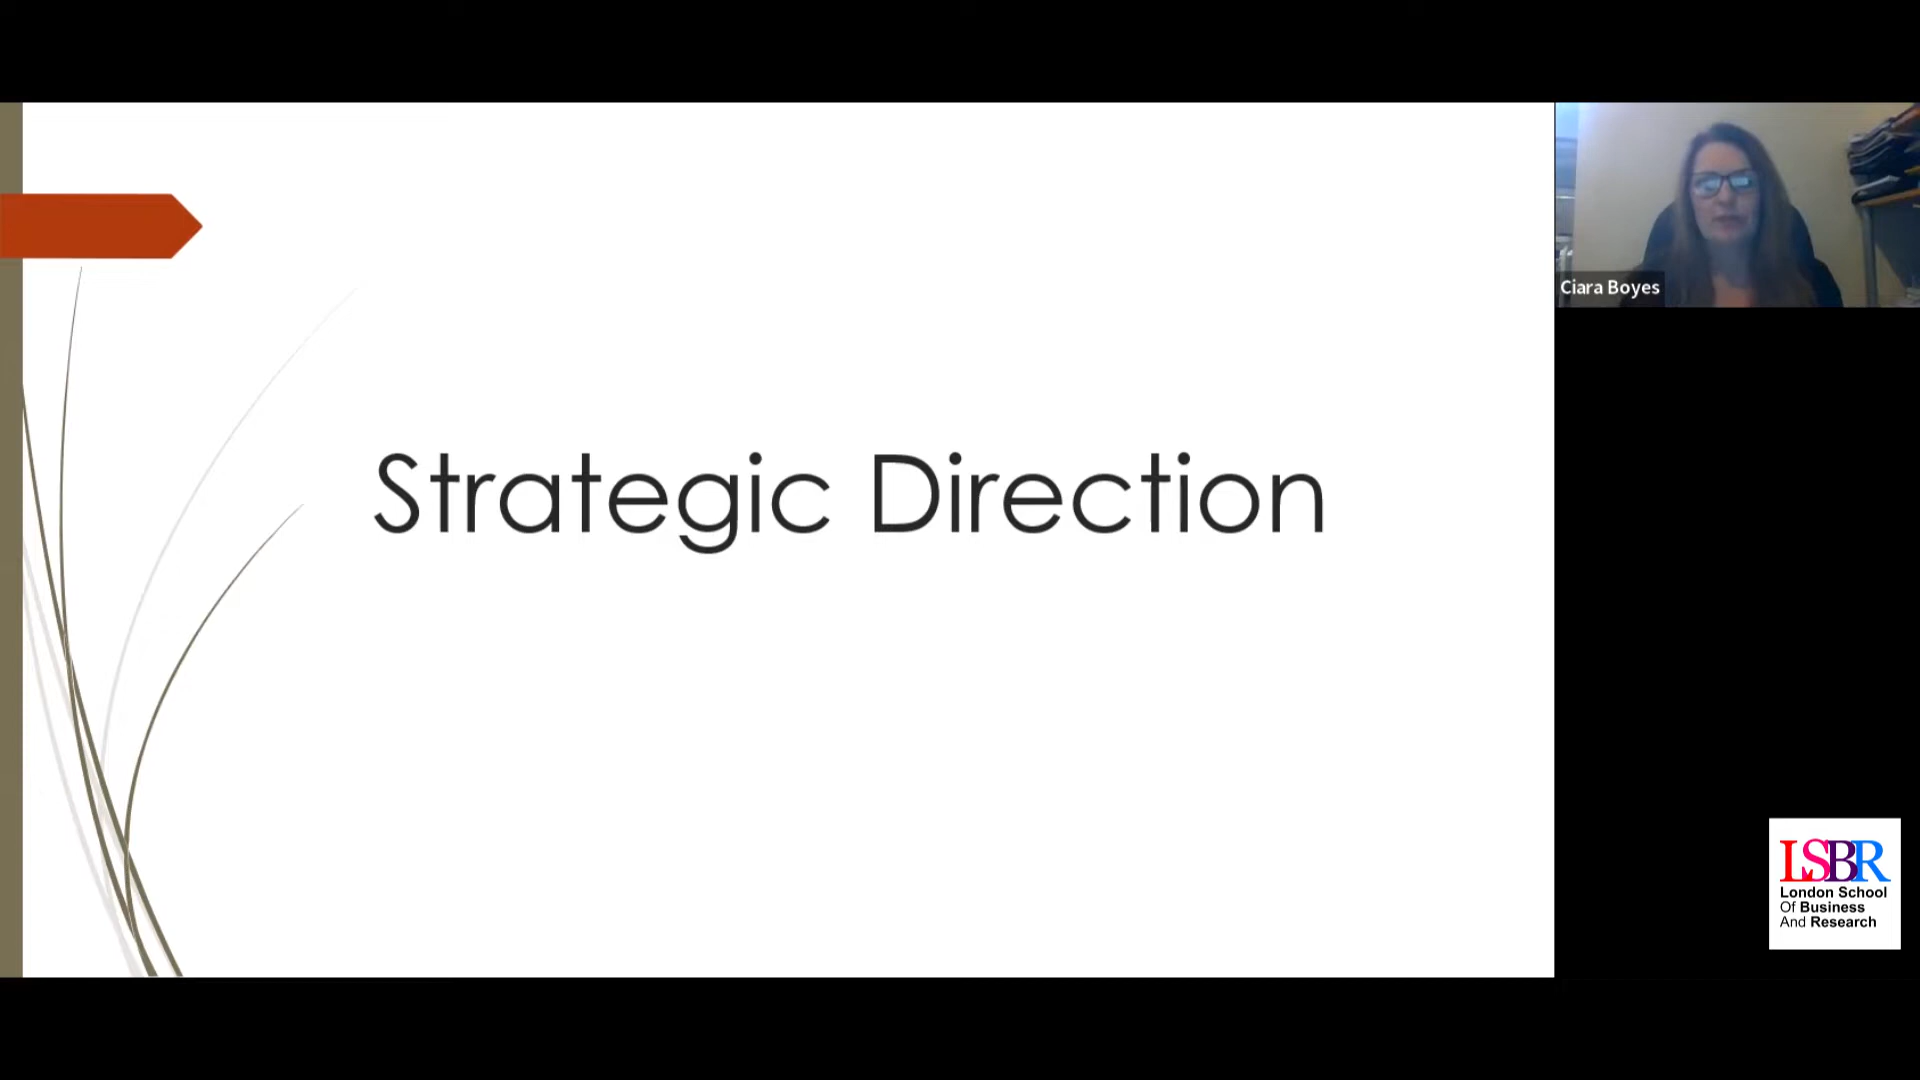 Strategic Direction
Ciara Boyes
LSBR
London School
Of Business
And Research